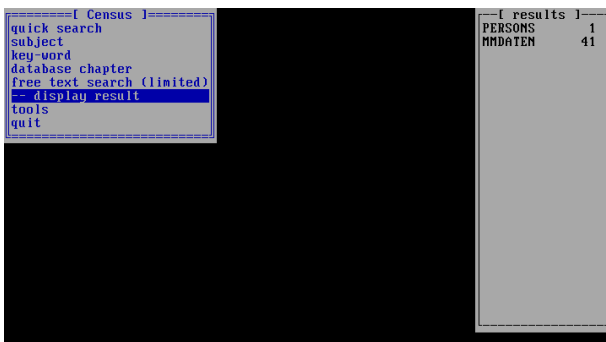 [ Census ]
quick search
subject
key-word
database chapter
free text search (limited)
-- display result
tools
quit
[ results ]
PERSONS 1
MMDATEN 41